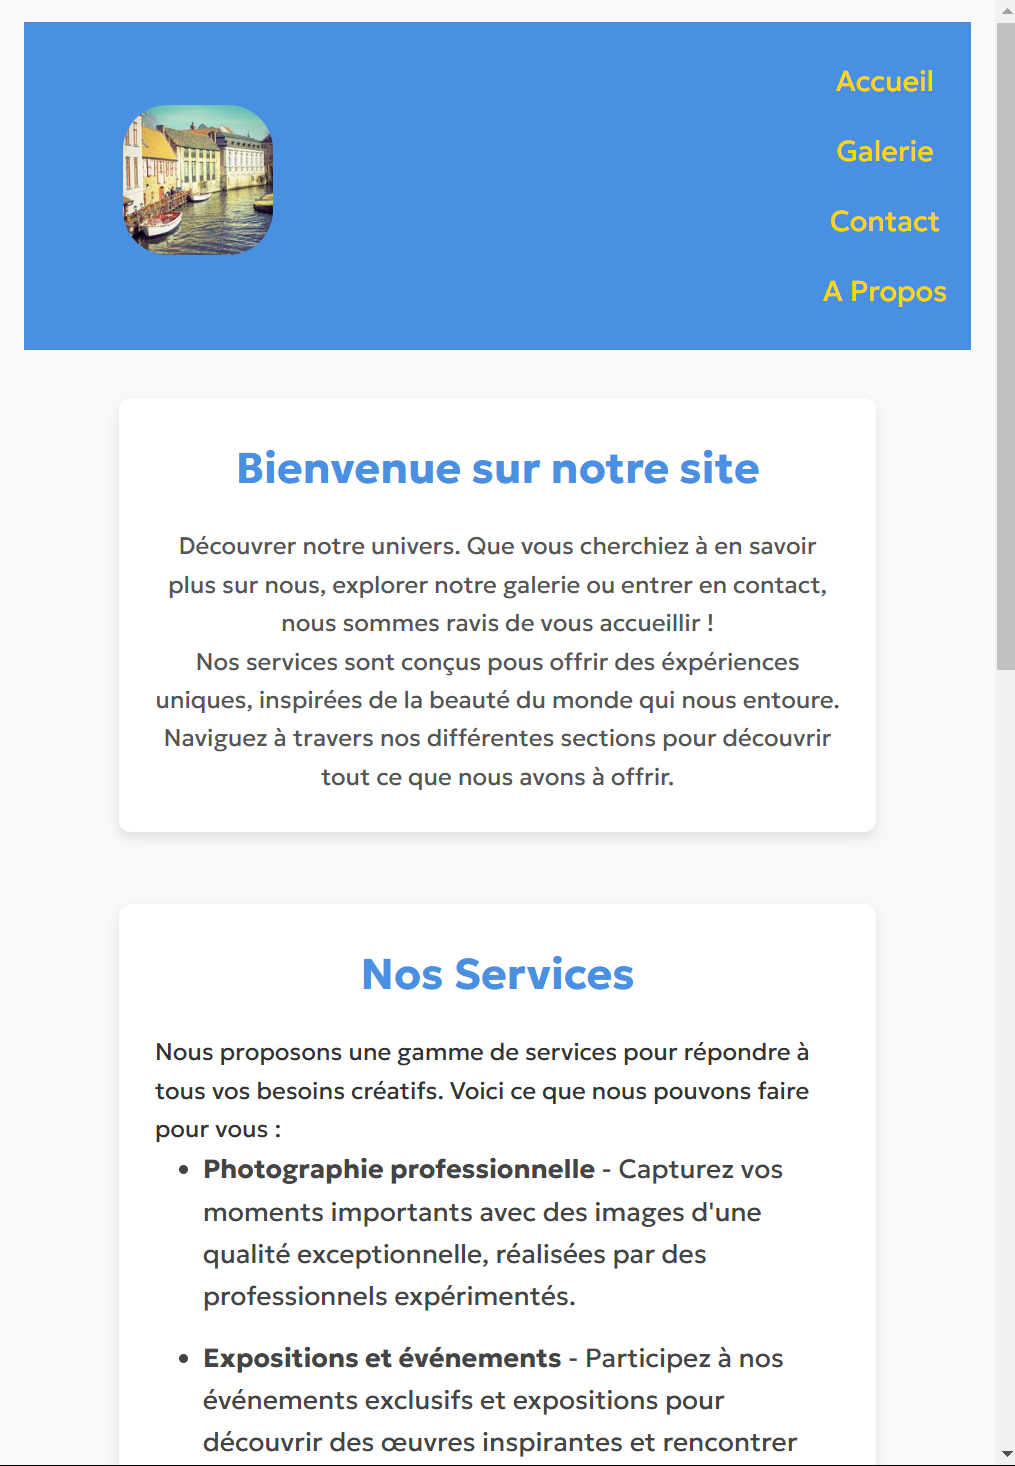 Accueil
Galerie
Contact
A Propos
Bienvenue sur notre site
Découvrer notre univers. Que vous cherchiez à en savoir
plus sur nous, explorer notre galerie ou entrer en contact,
nous sommes ravis de vous accueillir !
Nos services sont conçus pous offrir des éxpériences
uniques, inspirées de la beauté du monde qui nous entoure.
Naviguez à travers nos différentes sections pour découvrir
tout ce que nous avons à offrir.
Nos Services
Nous proposons une gamme de services pour répondre à
tous vos besoins créatifs. Voici ce que nous pouvons faire
pour vous :
• Photographie professionnelle - Capturez vos
moments importants avec des images d'une
qualité exceptionnelle, réalisées par des
professionnels expérimentés.
• Expositions et événements - Participez à nos
événements exclusifs et expositions pour
découvrir des œuvres inspirantes et rencontrer